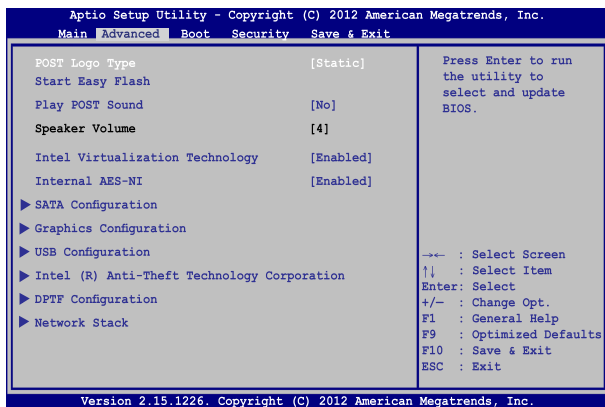 Aptio Setup Utility - Copyright (C) 2012 American Megatrends, Inc.
Main Advanced Boot Security Save & Exit
POST Logo Type [Static]
Start Easy Flash
Play POST Sound [No]
Speaker Volume [4]
Intel Virtualization Technology [Enabled]
Internal AES-NI [Enabled]
SATA Configuration
Graphics Configuration
USB Configuration
Intel (R) Anti-Theft Technology Corporation
DPTF Configuration
Network Stack
Press Enter to run
the utility to
select and update
BIOS.
→← : Select Screen
↑↓ : Select Item
Enter: Select
+/— : Change Opt.
F1 : General Help
F9 : Optimized Defaults
F10 : Save & Exit
ESC : Exit
Version 2.15.1226. Copyright (C) 2012 American Megatrends, Inc.